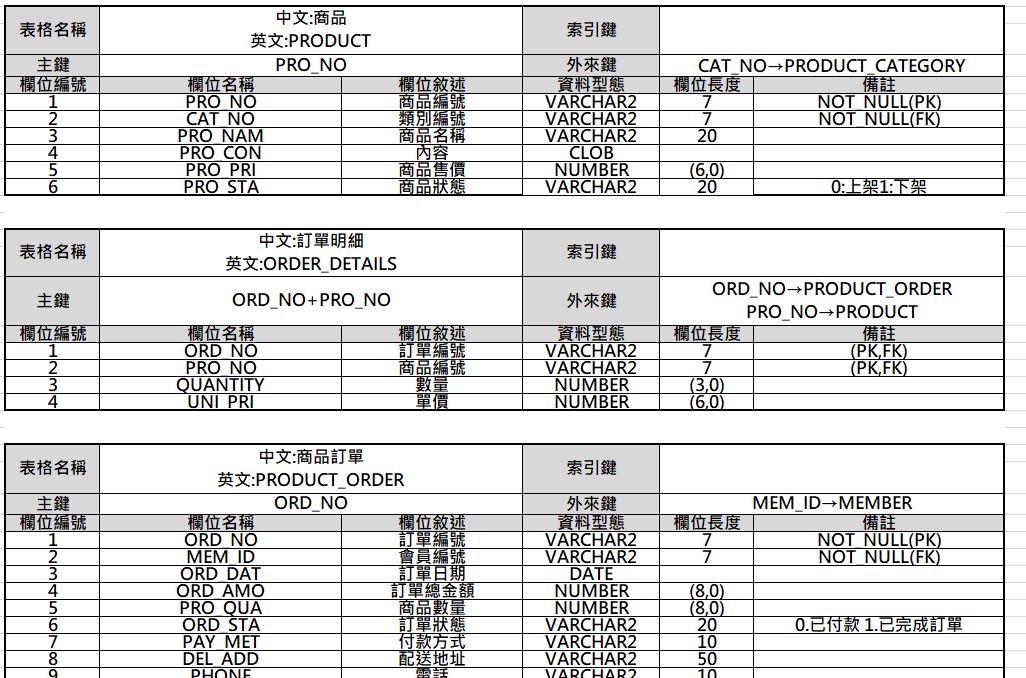 表格名稱 中文:商品 索引鍵
英文:PRODUCT
主鍵 PRO_NO 外來鍵 CAT_NO→PRODUCT_CATEGORY
欄位編號 欄位名稱 欄位敘述 資料型態 欄位長度 備註
1 PRO_NO 商品編號 VARCHAR2 7 NOT_NULL(PK)
2 CAT_NO 類別編號 VARCHAR2 7 NOT_NULL(FK)
3 PRO_NAM 商品名稱 VARCHAR2 20
4 PRO_CON 內容 CLOB
5 PRO_PRI 商品售價 NUMBER (6,0)
6 PRO_STA 商品狀態 VARCHAR2 20 0:上架1:下架
表格名稱 中文:訂單明細 索引鍵
英文:ORDER_DETAILS
主鍵 ORD_NO+PRO_NO 外來鍵 ORD_NO→PRODUCT_ORDER
PRO_NO→PRODUCT
欄位編號 欄位名稱 欄位敘述 資料型態 欄位長度 備註
1 ORD_NO 訂單編號 VARCHAR2 7 (PK,FK)
2 PRO_NO 商品編號 VARCHAR2 7 (PK,FK)
3 QUANTITY 數量 NUMBER (3,0)
4 UNI_PRI 單價 NUMBER (6,0)
表格名稱 中文:商品訂單 索引鍵
英文:PRODUCT_ORDER
主鍵 ORD_NO 外來鍵 MEM_ID→MEMBER
欄位編號 欄位名稱 欄位敘述 資料型態 欄位長度 備註
1 ORD_NO 訂單編號 VARCHAR2 7 NOT_NULL(PK)
2 MEM_ID 會員編號 VARCHAR2 7 NOT_NULL(FK)
3 ORD_DAT 訂單日期 DATE
4 ORD_AMO 訂單總金額 NUMBER (8,0)
5 PRO_QUA 商品數量 NUMBER (8,0)
6 ORD_STA 訂單狀態 VARCHAR2 20 0.已付款 1.已完成訂單
7 PAY_MET 付款方式 VARCHAR2 10
8 DEL_ADD 配送地址 VARCHAR2 50
9 PHONE 電話 VARCHAR2 10